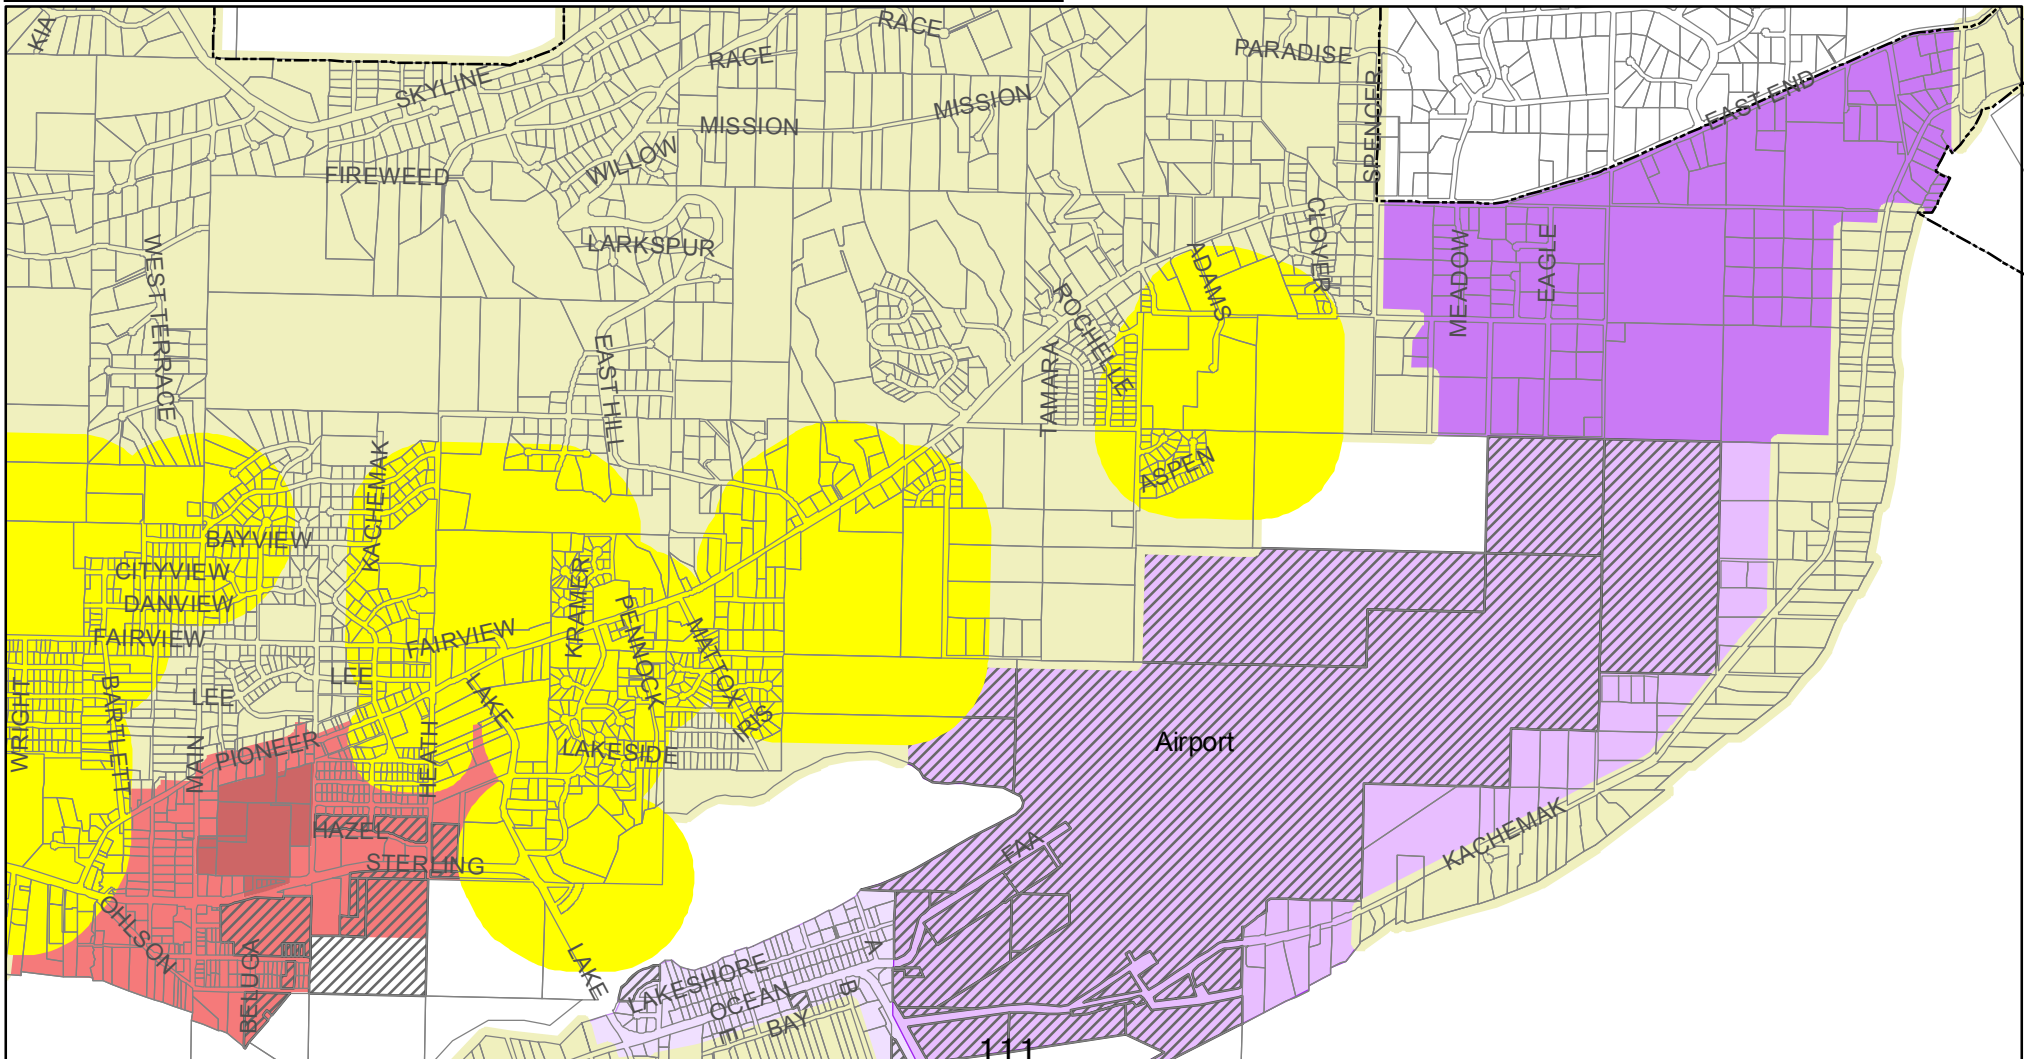 KIA
RACE
RACE
PARADISE
SKYLINE
MISSION
MISSION
SPENCER
EAST END
WILLOW
FIREWEED
LARKSPUR
WEST TERRACE
CLOVER
ADAMS
MEADOW
EAGLE
ROCHELLE
TAMARA
EAST HILL
ASPEN
KACHEMAK
BAYVIEW
CITYVIEW
DANVIEW
FAIRVIEW
FAIRVIEW
KRAMER
PENNOCK
MATTOX
LEE
LEE
WRIGHT
BARTLETT
MAIN
PIONEER
HEATH
LAKE
LAKESIDE
IRIS
Airport
HAZEL
STERLING
FAA
KACHEMAK
OHLSON
BELUGA
LAKE
LAKESHORE
OCEAN
BAY
A
B
E
111